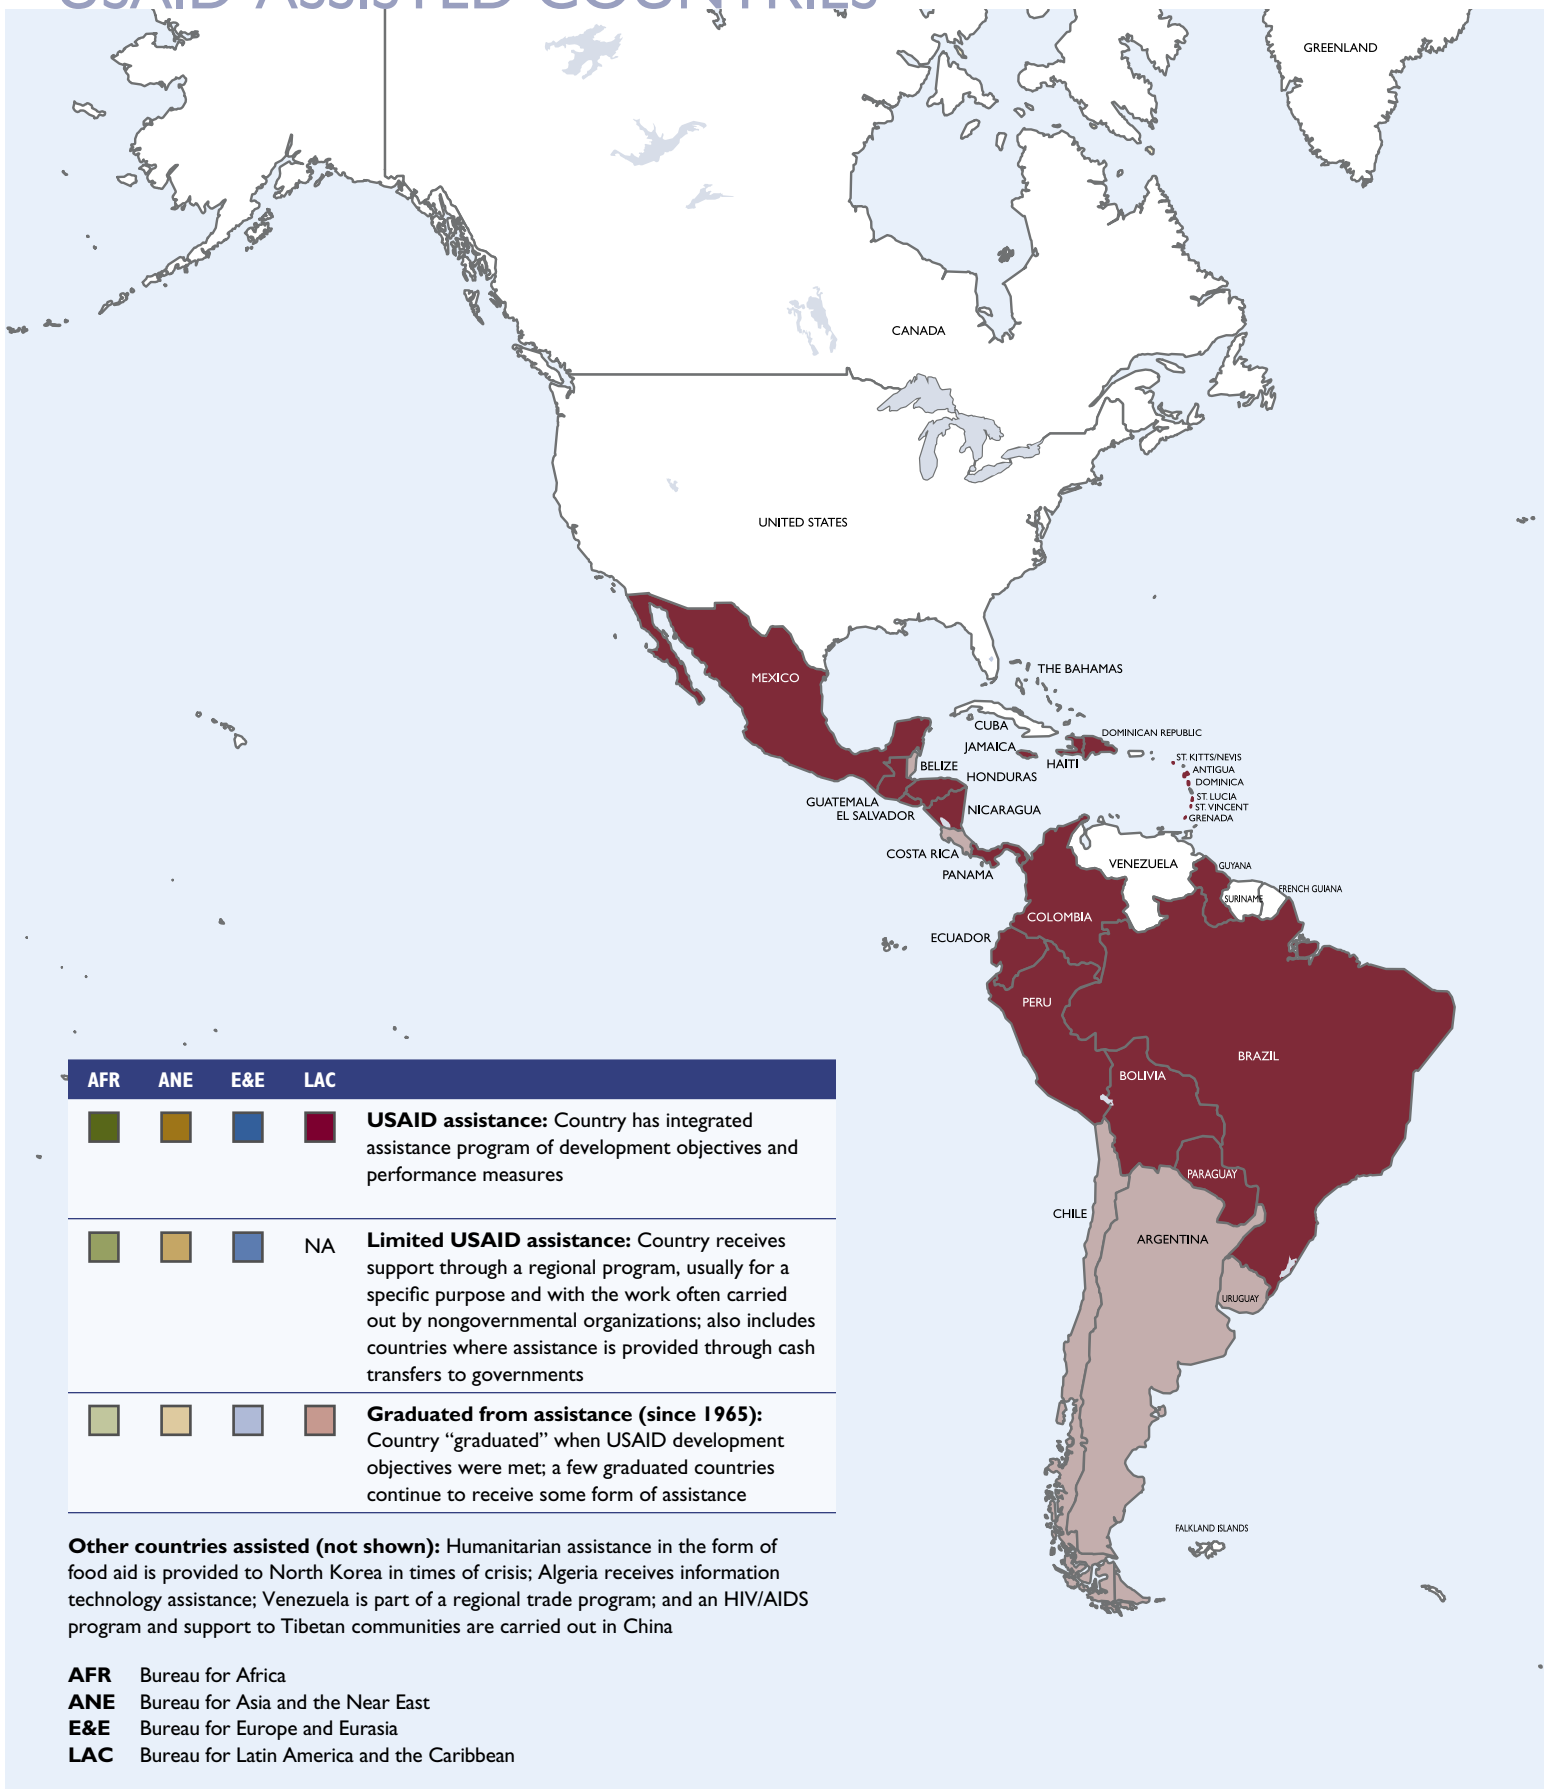 USAID ASSISTED COUNTRIES
GREENLAND
CANADA
UNITED STATES
THE BAHAMAS
MEXICO
CUBA
DOMINICAN REPUBLIC
JAMAICA
HAITI
ST. KITTS/NEVIS
BELIZE
ANTIGUA
HONDURAS
DOMINICA
ST. LUCIA
GUATEMALA
ST. VINCENT
NICARAGUA
EL SALVADOR
GRENADA
COSTA RICA
VENEZUELA
GUYANA
PANAMA
FRENCH GUIANA
SURINAME
COLOMBIA
ECUADOR
PERU
BRAZIL
BOLIVIA
PARAGUAY
CHILE
ARGENTINA
URUGUAY
FALKLAND ISLANDS
AFR ANE E&E LAC
USAID assistance: Country has integrated
assistance program of development objectives and
performance measures
NA Limited USAID assistance: Country receives
support through a regional program, usually for a
specific purpose and with the work often carried
out by nongovernmental organizations; also includes
countries where assistance is provided through cash
transfers to governments
Graduated from assistance (since 1965):
Country “graduated” when USAID development
objectives were met; a few graduated countries
continue to receive some form of assistance
Other countries assisted (not shown): Humanitarian assistance in the form of
food aid is provided to North Korea in times of crisis; Algeria receives information
technology assistance; Venezuela is part of a regional trade program; and an HIV/AIDS
program and support to Tibetan communities are carried out in China
AFR Bureau for Africa
ANE Bureau for Asia and the Near East
E&E Bureau for Europe and Eurasia
LAC Bureau for Latin America and the Caribbean